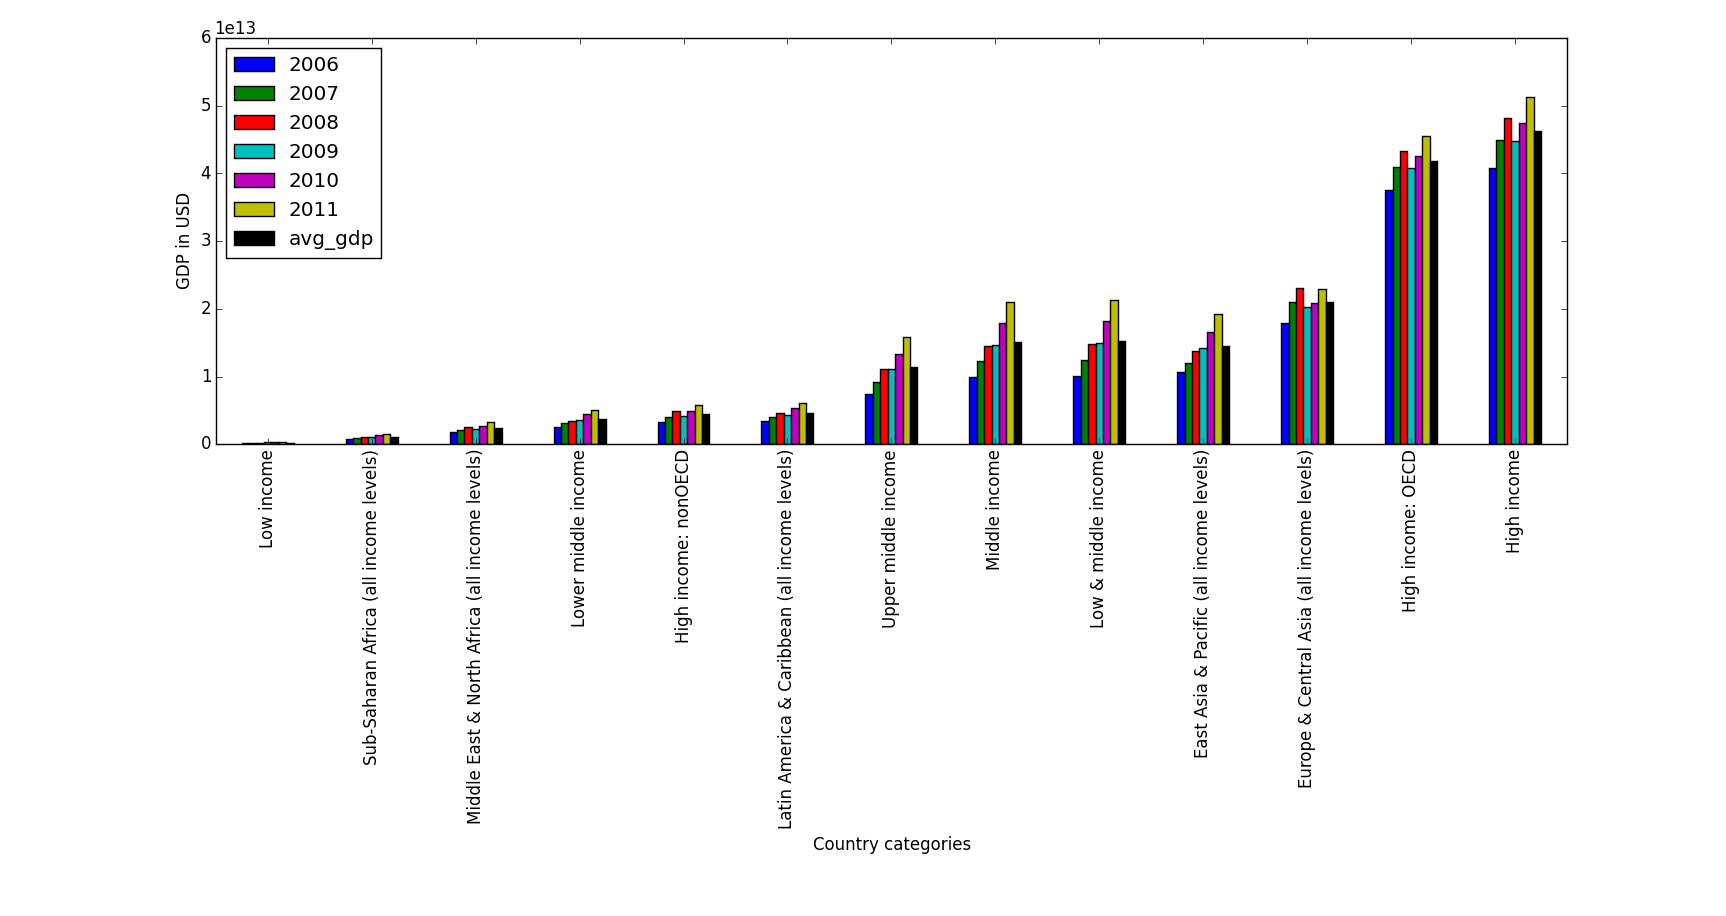 1e13
6
5
4
3
2
1
0
GDP in USD
2006
2007
2008
2009
2010
2011
avg_gdp
Low income
Sub-Saharan Africa (all income levels)
Middle East & North Africa (all income levels)
Lower middle income
High income: nonOECD
Latin America & Caribbean (all income levels)
Upper middle income
Middle income
Low & middle income
East Asia & Pacific (all income levels)
Europe & Central Asia (all income levels)
High income: OECD
High income
Country categories